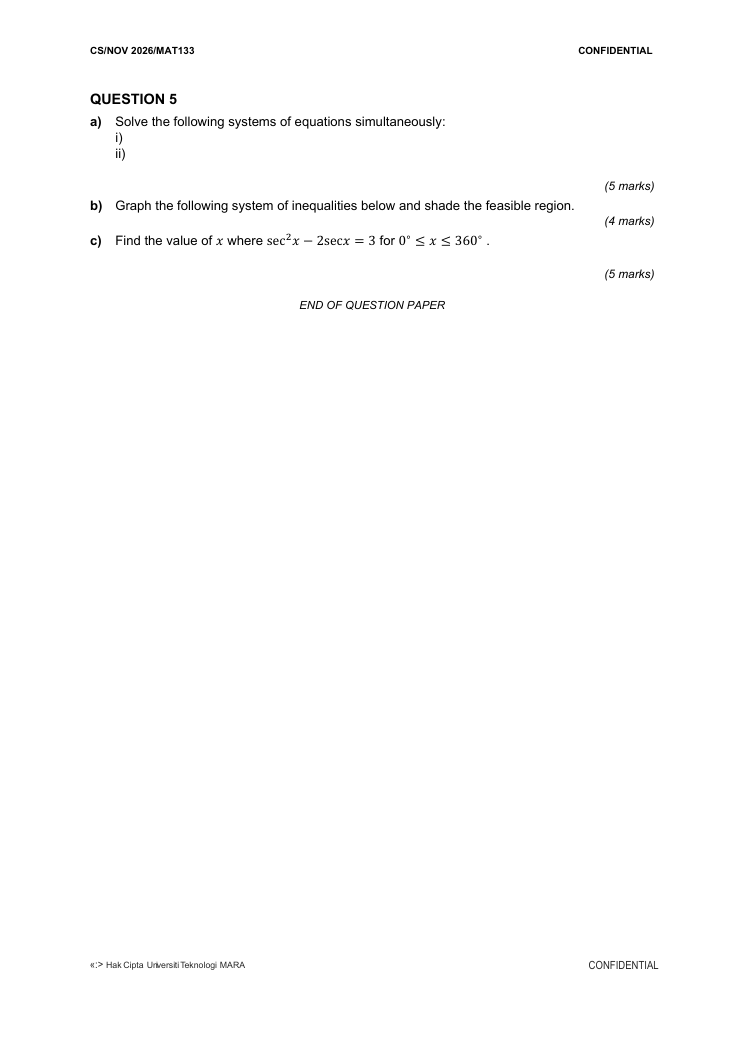 CS/NOV 2026/MAT133 CONFIDENTIAL
QUESTION 5
a) Solve the following systems of equations simultaneously:
i)
ii)
(5 marks)
b) Graph the following system of inequalities below and shade the feasible region.
(4 marks)
c) Find the value of x where sec²x − 2secx = 3 for 0° ≤ x ≤ 360° .
(5 marks)
END OF QUESTION PAPER
«:> Hak Cipta Universiti Teknologi MARA CONFIDENTIAL